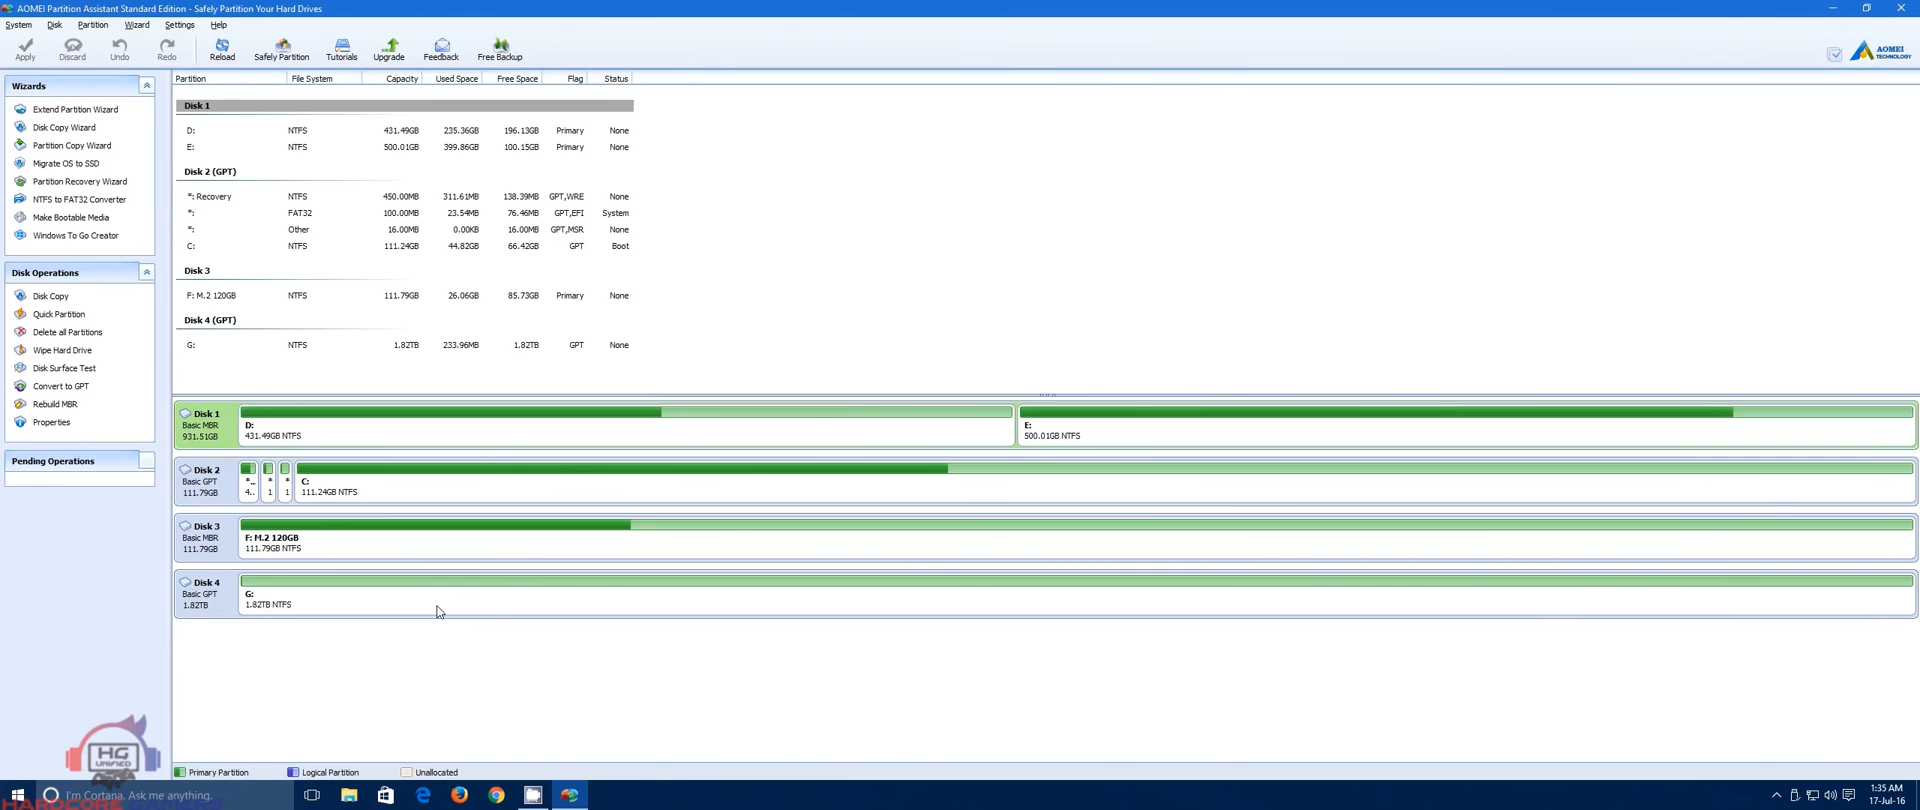 AOMEI Partition Assistant Standard Edition - Safely Partition Your Hard Drives
System Disk Partition Wizard Settings Help
Apply Discard Undo Redo Reload Safely Partition Tutorials Upgrade Feedback Free Backup
AOMEI
TECHNOLOGY
Wizards
Extend Partition Wizard
Disk Copy Wizard
Partition Copy Wizard
Migrate OS to SSD
Partition Recovery Wizard
NTFS to FAT32 Converter
Make Bootable Media
Windows To Go Creator
Disk Operations
Disk Copy
Quick Partition
Delete all Partitions
Wipe Hard Drive
Disk Surface Test
Convert to GPT
Rebuild MBR
Properties
Pending Operations
Partition File System Capacity Used Space Free Space Flag Status
Disk 1
D: NTFS 431.49GB 235.36GB 196.13GB Primary None
E: NTFS 500.01GB 399.86GB 100.15GB Primary None
Disk 2 (GPT)
*: Recovery NTFS 450.00MB 311.61MB 138.39MB GPT,WRE None
*: FAT32 100.00MB 23.54MB 76.46MB GPT,EFI System
*: Other 16.00MB 0.00KB 16.00MB GPT,MSR None
C: NTFS 111.24GB 44.82GB 66.42GB GPT Boot
Disk 3
F: M.2 120GB NTFS 111.79GB 26.06GB 85.73GB Primary None
Disk 4 (GPT)
G: NTFS 1.82TB 233.96MB 1.82TB GPT None
Disk 1
Basic MBR
931.51GB
D:
431.49GB NTFS
E:
500.01GB NTFS
Disk 2
Basic GPT
111.79GB
*...
4..
*
1
*
1
C:
111.24GB NTFS
Disk 3
Basic MBR
111.79GB
F: M.2 120GB
111.79GB NTFS
Disk 4
Basic GPT
1.82TB
G:
1.82TB NTFS
Primary Partition Logical Partition Unallocated
HG
UNIFIED
HARDCORE
I'm Cortana. Ask me anything.
1:35 AM
17-Jul-16